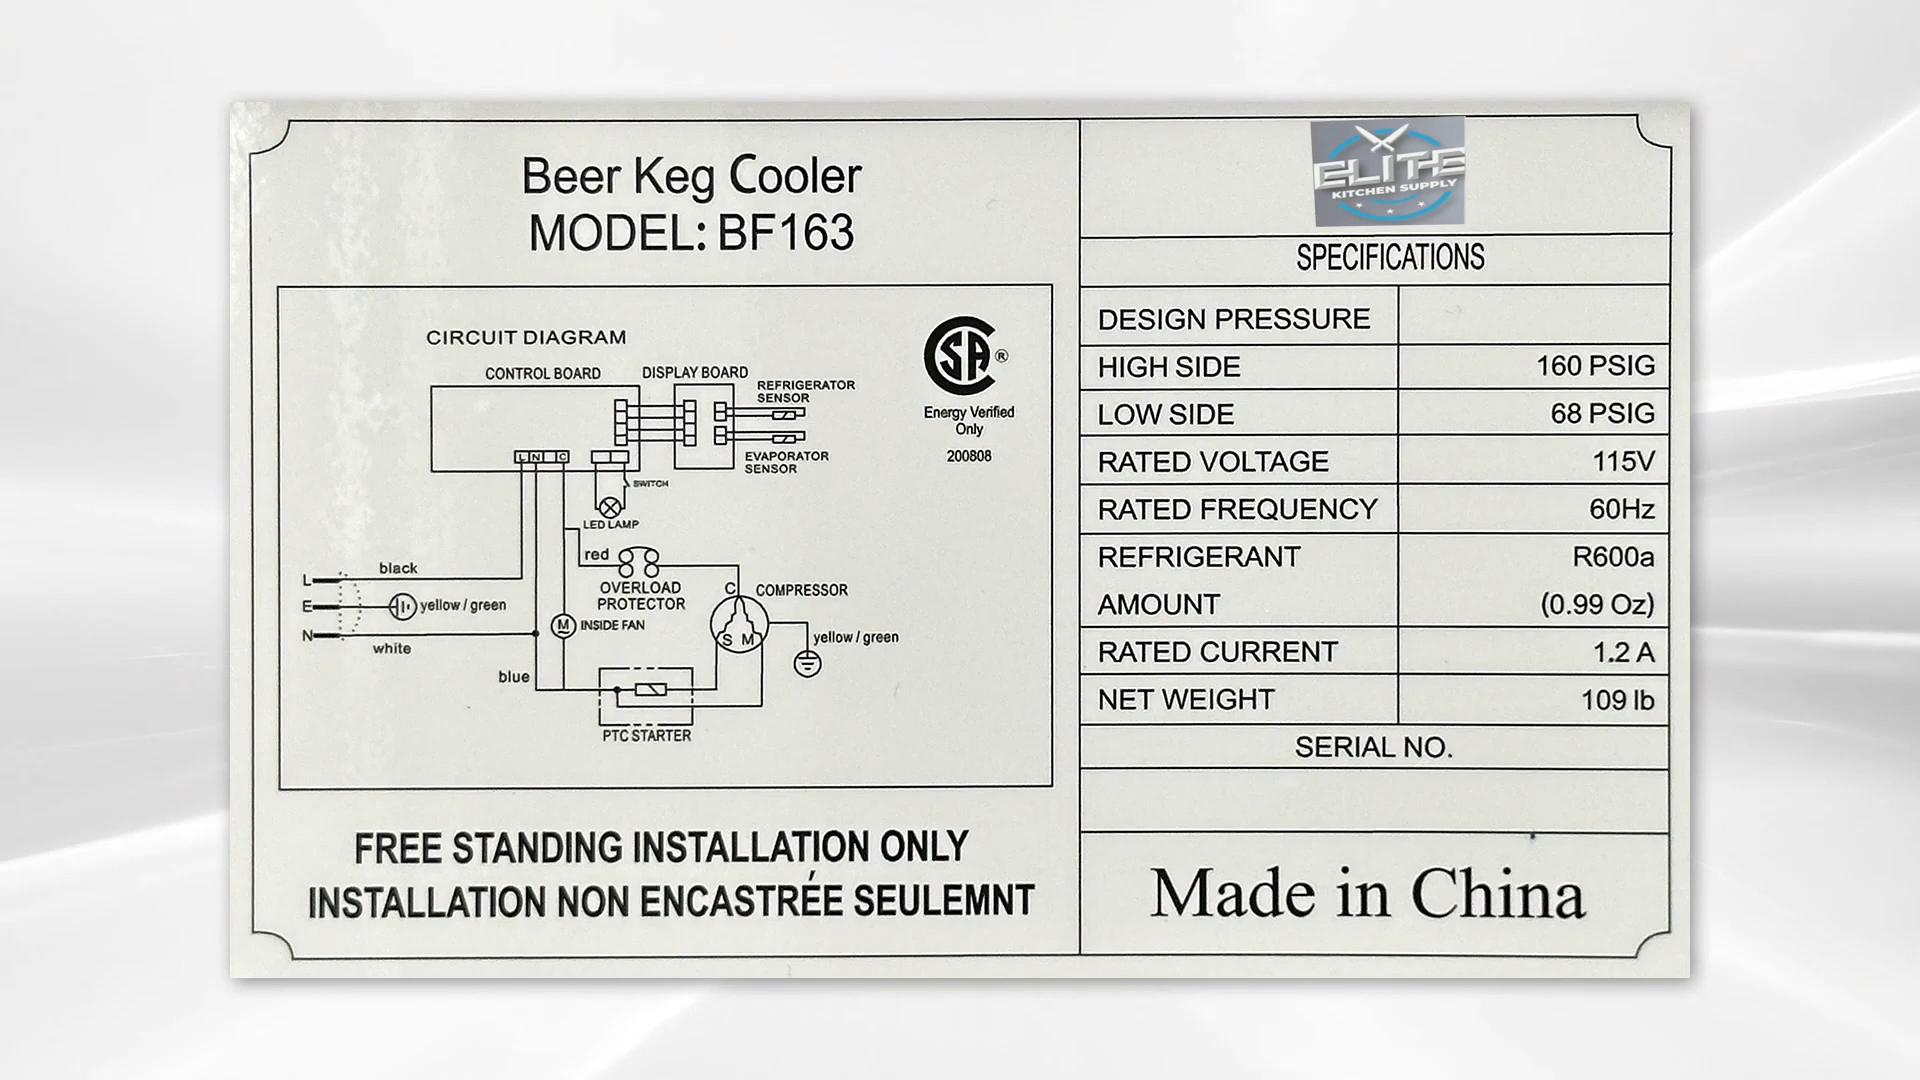 Beer Keg Cooler
MODEL: BF163
CIRCUIT DIAGRAM
CONTROL BOARD
DISPLAY BOARD
REFRIGERATOR
SENSOR
EVAPORATOR
SENSOR
L N C
SWITCH
LED LAMP
red
OVERLOAD
PROTECTOR
C
COMPRESSOR
S M
yellow / green
L
black
E
yellow / green
N
white
M
INSIDE FAN
blue
PTC STARTER
SA ®
Energy Verified
Only
200808
FREE STANDING INSTALLATION ONLY
INSTALLATION NON ENCASTRÉE SEULEMNT
ELITE
KITCHEN SUPPLY
SPECIFICATIONS
DESIGN PRESSURE
HIGH SIDE 160 PSIG
LOW SIDE 68 PSIG
RATED VOLTAGE 115V
RATED FREQUENCY 60Hz
REFRIGERANT R600a
AMOUNT (0.99 Oz)
RATED CURRENT 1.2 A
NET WEIGHT 109 lb
SERIAL NO.
Made in China